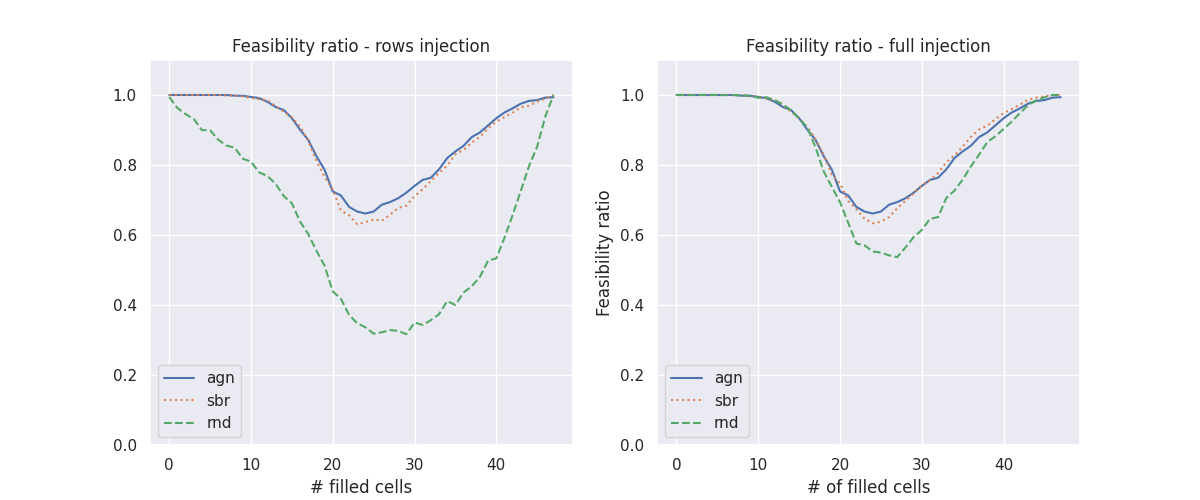 Feasibility ratio - rows injection
1.0
0.8
0.6
0.4
0.2
0.0
agn
sbr
rnd
0 10 20 30 40
# filled cells
Feasibility ratio - full injection
Feasibility ratio
1.0
0.8
0.6
0.4
0.2
0.0
agn
sbr
rnd
0 10 20 30 40
# of filled cells